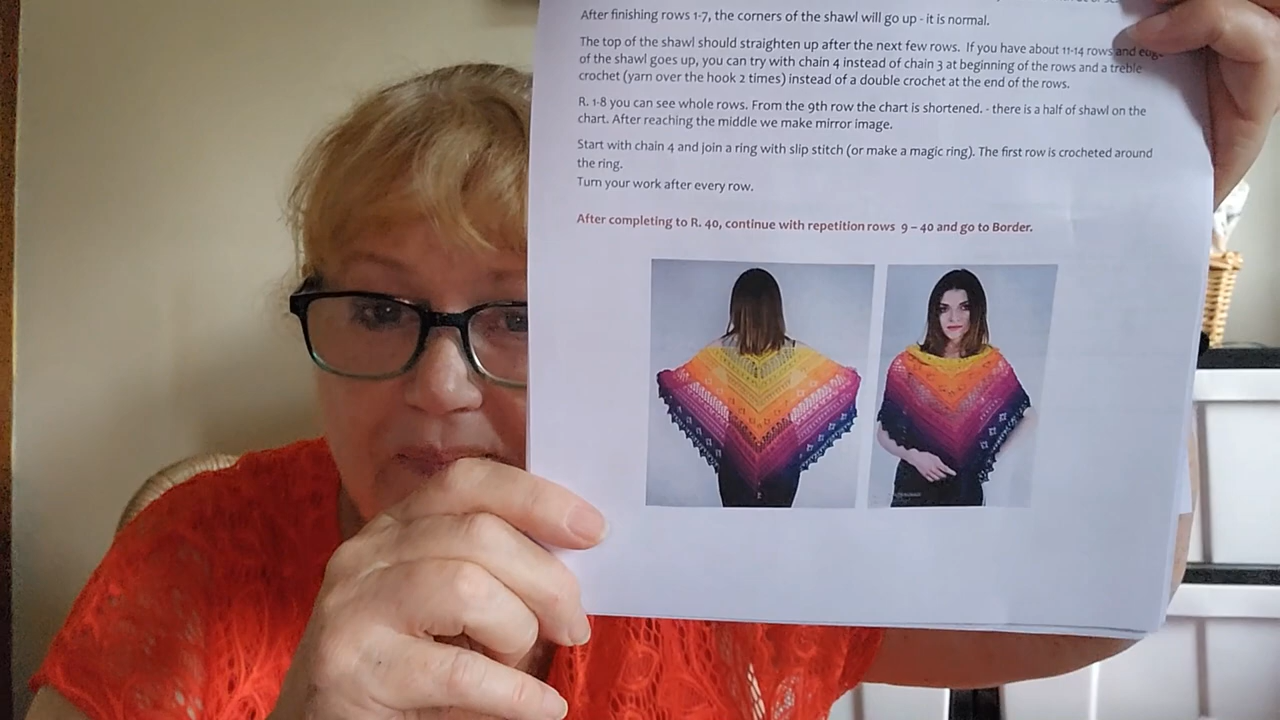 After finishing rows 1-7, the corners of the shawl will go up - it is normal.
The top of the shawl should straighten up after the next few rows. If you have about 11-14 rows and edge
of the shawl goes up, you can try with chain 4 instead of chain 3 at beginning of the rows and a treble
crochet (yarn over the hook 2 times) instead of a double crochet at the end of the rows.
R. 1-8 you can see whole rows. From the 9th row the chart is shortened. - there is a half of shawl on the
chart. After reaching the middle we make mirror image.
Start with chain 4 and join a ring with slip stitch (or make a magic ring). The first row is crocheted around
the ring.
Turn your work after every row.
After completing to R. 40, continue with repetition rows 9 – 40 and go to Border.